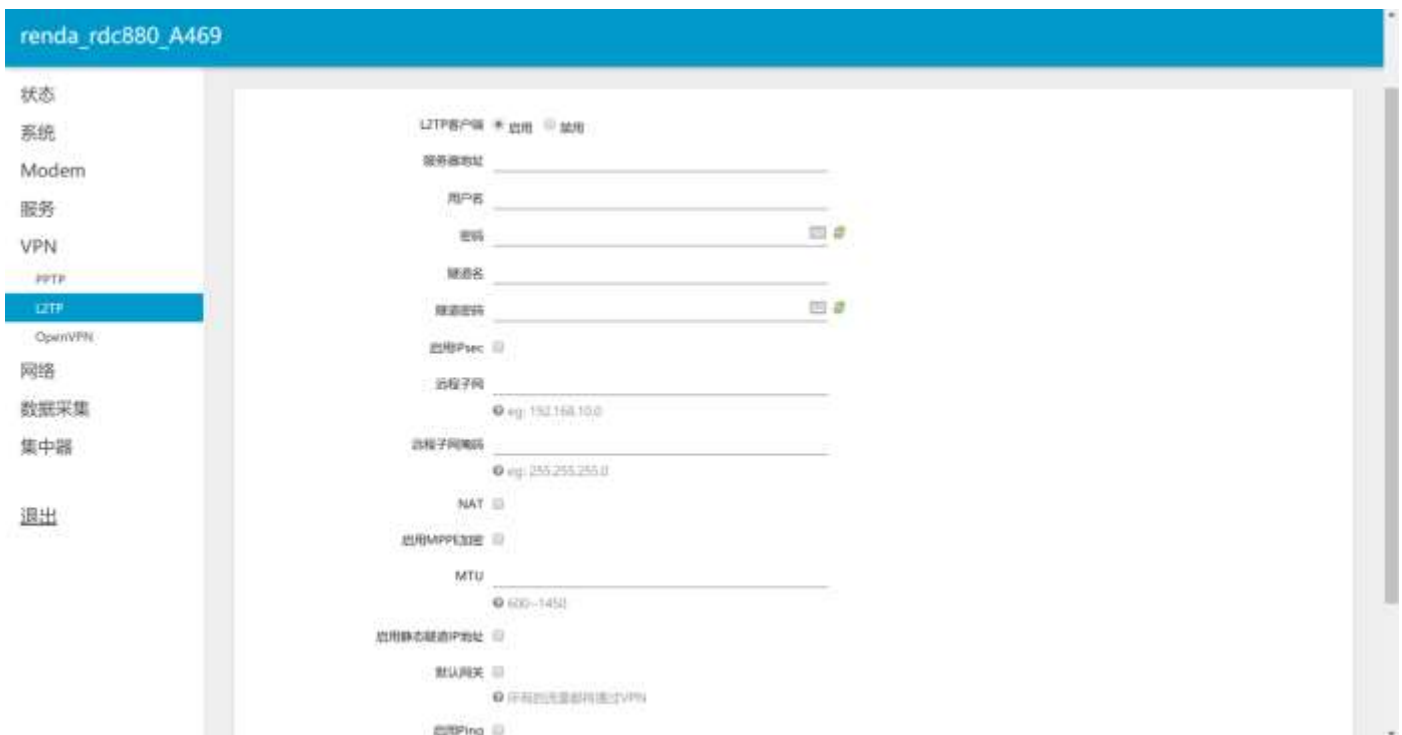 renda_rdc880_A469
状态
系统
Modem
服务
VPN
PPTP
L2TP
OpenVPN
网络
数据采集
集中器
退出
L2TP客户端 启用 禁用
服务器地址
用户名
密码
隧道名
隧道密码
启用IPsec
远程子网
eg: 192.168.10.0
远程子网掩码
eg: 255.255.255.0
NAT
启用MPPE加密
MTU
600~1450
启用静态隧道IP地址
默认网关
所有的流量都将通过VPN
启用Ping